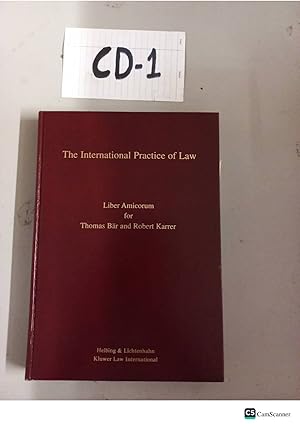 CD-1
The International Practice of Law
Liber Amicorum
for
Thomas Bär and Robert Karrer
Helbing & Lichtenhahn
Kluwer Law International
CS CamScanner